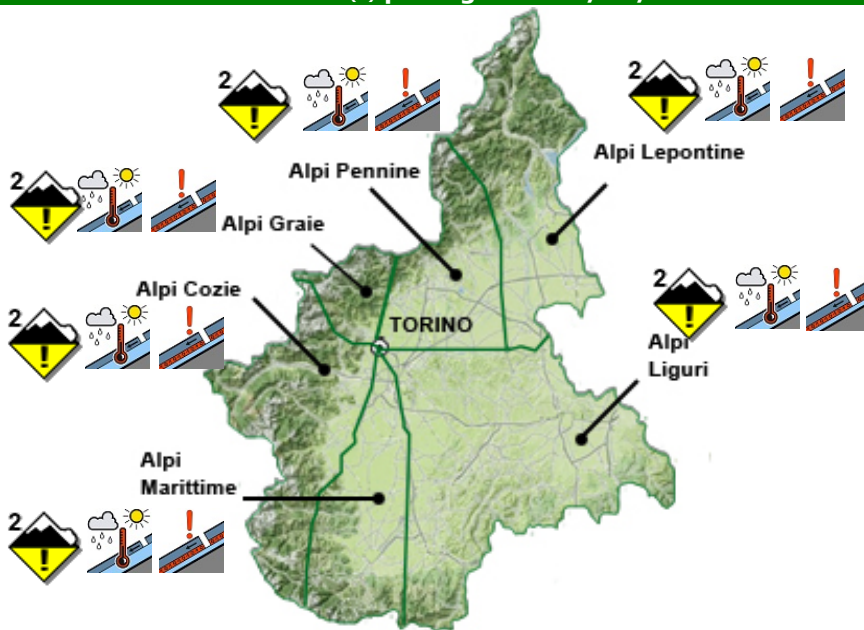 2
2
Alpi Lepontine
Alpi Pennine
2
Alpi Graie
2
Alpi Cozie
2
TORINO
Alpi
Liguri
Alpi
Marittime
2